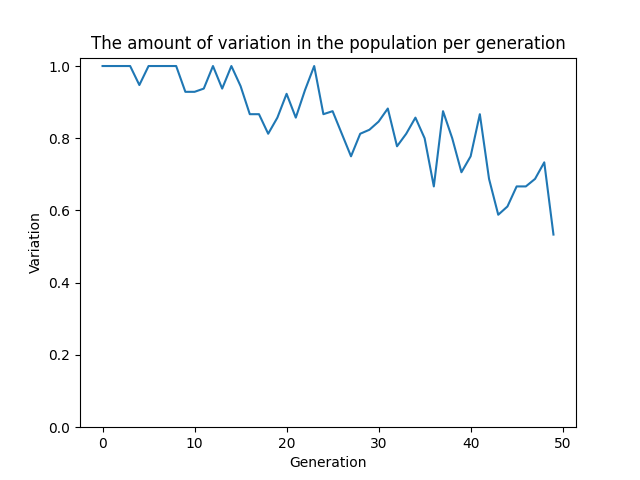 The amount of variation in the population per generation
1.0
0.8
0.6
0.4
0.2
0.0
Variation
0 10 20 30 40 50
Generation